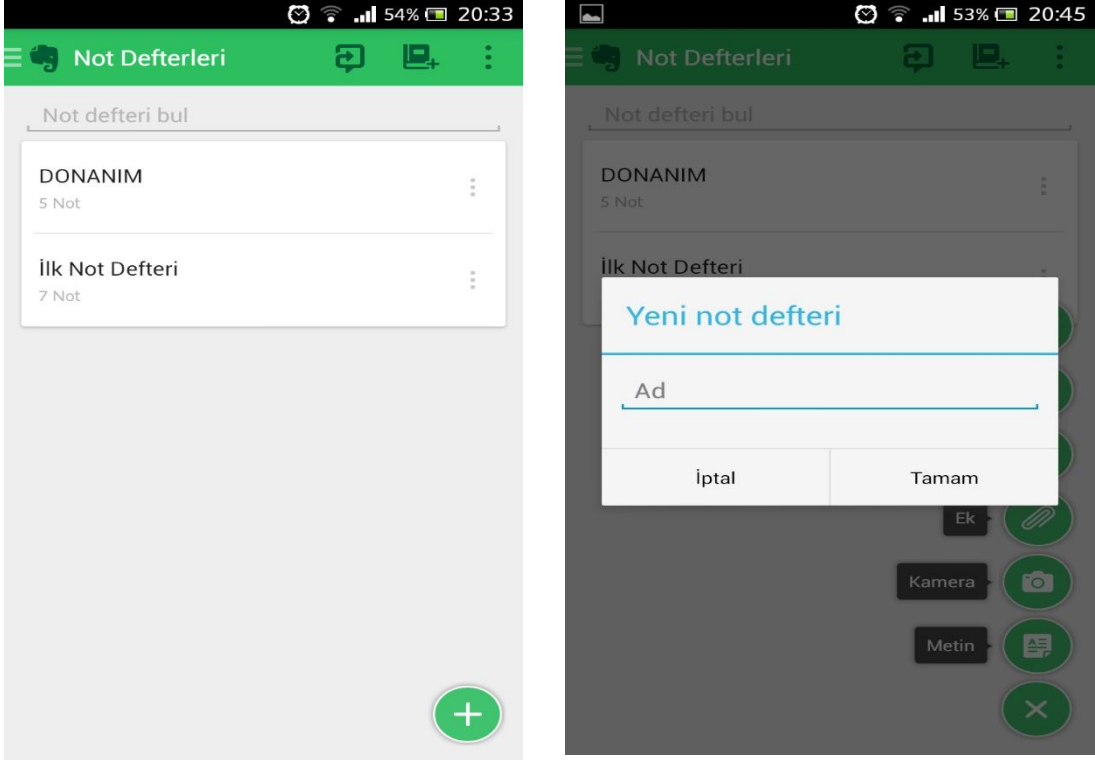 54% 20:33
Not Defterleri
Not defteri bul
DONANIM
5 Not
İlk Not Defteri
7 Not
53% 20:45
Not Defterleri
Not defteri bul
DONANIM
5 Not
İlk Not Defteri
Yeni not defteri
Ad
İptal
Tamam
Ek
Kamera
Metin